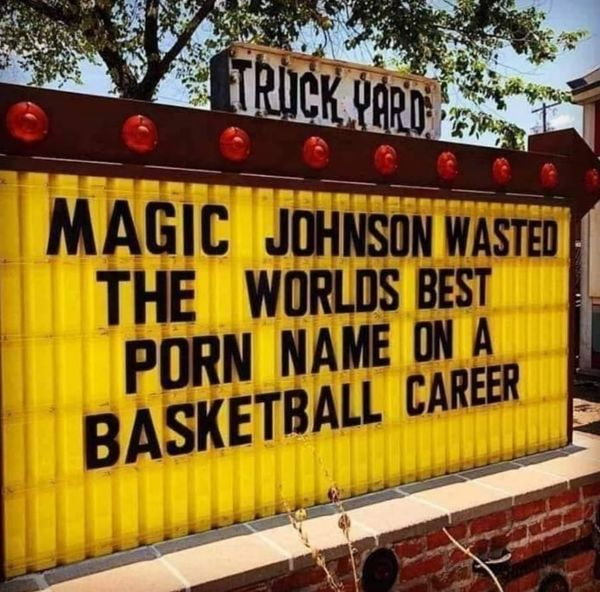 TRUCK YARD
MAGIC JOHNSON WASTED
THE WORLDS BEST
PORN NAME ON A
BASKETBALL CAREER